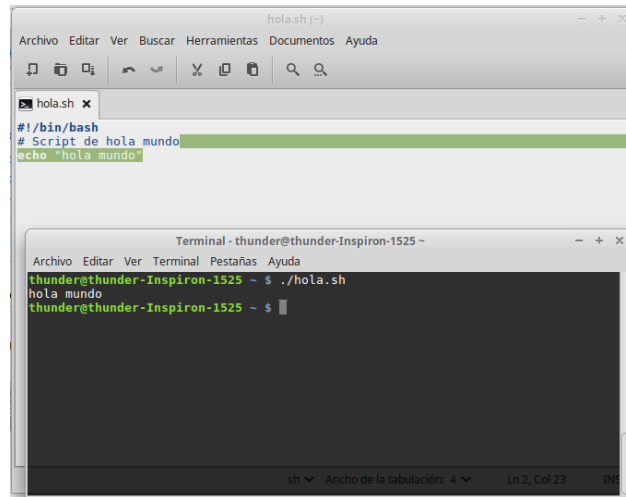 hola.sh (~)
Archivo Editar Ver Buscar Herramientas Documentos Ayuda
hola.sh
#!/bin/bash
# Script de hola mundo
echo "hola mundo"
Terminal - thunder@thunder-Inspiron-1525 ~
Archivo Editar Ver Terminal Pestañas Ayuda
thunder@thunder-Inspiron-1525 ~ $ ./hola.sh
hola mundo
thunder@thunder-Inspiron-1525 ~ $
sh Ancho de la tabulación: 4 Ln 2, Col 23 INS